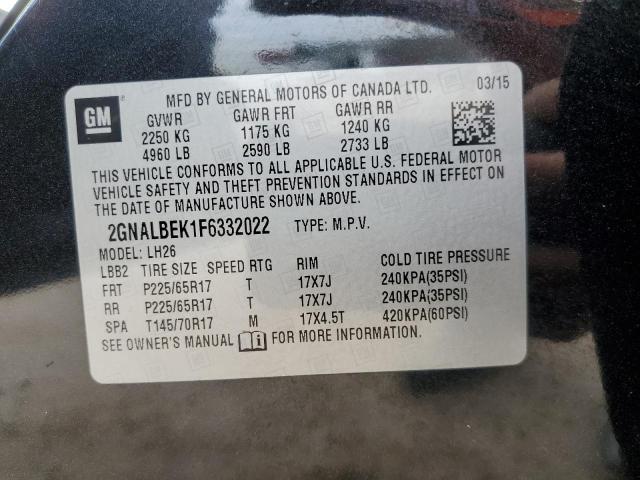 GM
MFD BY GENERAL MOTORS OF CANADA LTD. 03/15
GVWR GAWR FRT GAWR RR
2250 KG 1175 KG 1240 KG
4960 LB 2590 LB 2733 LB
THIS VEHICLE CONFORMS TO ALL APPLICABLE U.S. FEDERAL MOTOR
VEHICLE SAFETY AND THEFT PREVENTION STANDARDS IN EFFECT ON
THE DATE OF MANUFACTURE SHOWN ABOVE.
2GNALBEK1F6332022 TYPE: M.P.V.
MODEL: LH26
LBB2 TIRE SIZE SPEED RTG RIM COLD TIRE PRESSURE
FRT P225/65R17 T 17X7J 240KPA(35PSI)
RR P225/65R17 T 17X7J 240KPA(35PSI)
SPA T145/70R17 M 17X4.5T 420KPA(60PSI)
SEE OWNER'S MANUAL i FOR MORE INFORMATION.